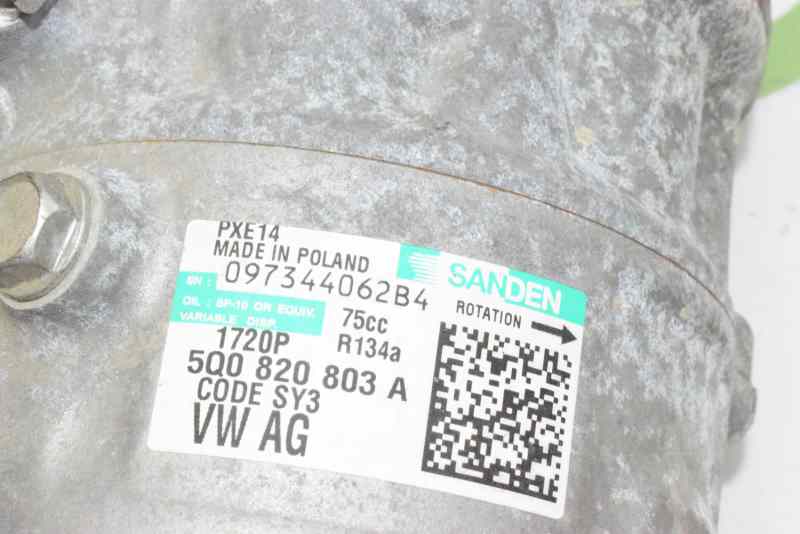 PXE14
MADE IN POLAND
SANDEN
SN : 097344062B4
OIL : SP-10 OR EQUIV. 75cc
ROTATION
VARIABLE DISP.
1720P R134a
5Q0 820 803 A
CODE SY3
VW AG